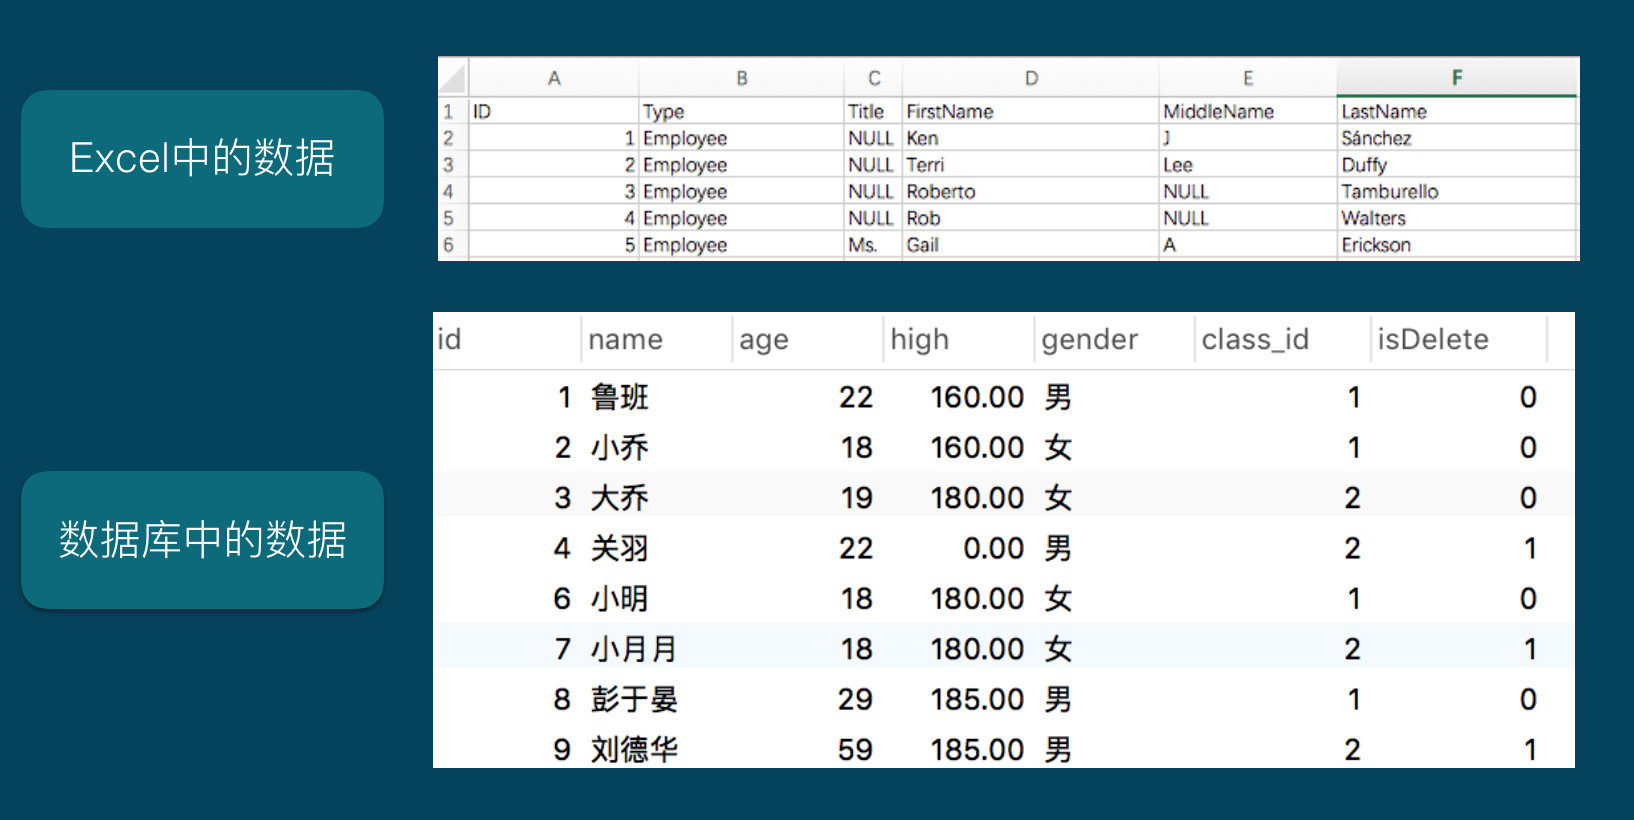 Excel中的数据
A B C D E F
1 ID Type Title FirstName MiddleName LastName
2 1 Employee NULL Ken J Sánchez
3 2 Employee NULL Terri Lee Duffy
4 3 Employee NULL Roberto NULL Tamburello
5 4 Employee NULL Rob NULL Walters
6 5 Employee Ms. Gail A Erickson
数据库中的数据
id name age high gender class_id isDelete
1 鲁班 22 160.00 男 1 0
2 小乔 18 160.00 女 1 0
3 大乔 19 180.00 女 2 0
4 关羽 22 0.00 男 2 1
6 小明 18 180.00 女 1 0
7 小月月 18 180.00 女 2 1
8 彭于晏 29 185.00 男 1 0
9 刘德华 59 185.00 男 2 1